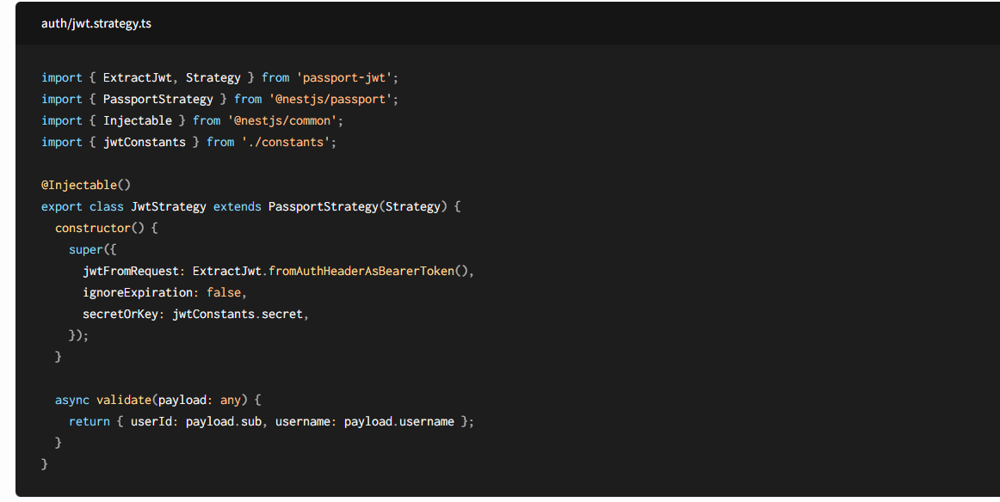 auth/jwt.strategy.ts
import { ExtractJwt, Strategy } from 'passport-jwt';
import { PassportStrategy } from '@nestjs/passport';
import { Injectable } from '@nestjs/common';
import { jwtConstants } from './constants';
@Injectable()
export class JwtStrategy extends PassportStrategy(Strategy) {
  constructor() {
    super({
      jwtFromRequest: ExtractJwt.fromAuthHeaderAsBearerToken(),
      ignoreExpiration: false,
      secretOrKey: jwtConstants.secret,
    });
  }
  async validate(payload: any) {
    return { userId: payload.sub, username: payload.username };
  }
}